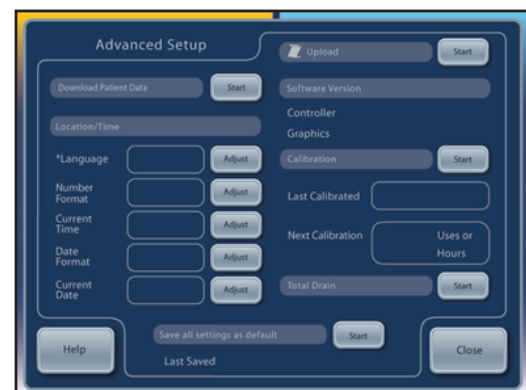 Advanced Setup
Upload
Start
Download Patient Data
Start
Software Version
Location/Time
Controller
Graphics
*Language
Adjust
Calibration
Start
Number
Format
Adjust
Last Calibrated
Current
Time
Adjust
Next Calibration
Uses or
Hours
Date
Format
Adjust
Current
Date
Adjust
Total Drain
Start
Save all settings as default
Start
Last Saved
Help
Close